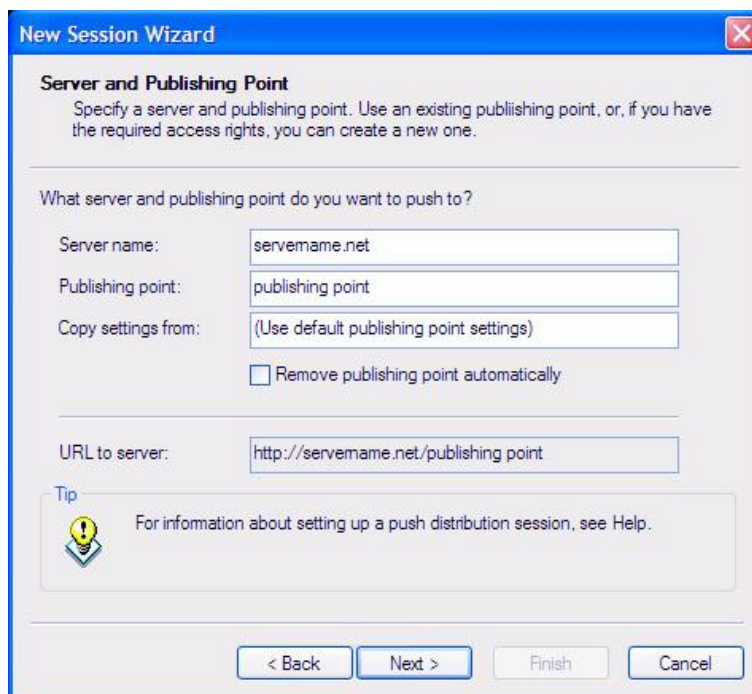 New Session Wizard
Server and Publishing Point
Specify a server and publishing point. Use an existing publiishing point, or, if you have
the required access rights, you can create a new one.
What server and publishing point do you want to push to?
Server name: servername.net
Publishing point: publishing point
Copy settings from: (Use default publishing point settings)
Remove publishing point automatically
URL to server: http://servername.net/publishing point
Tip
For information about setting up a push distribution session, see Help.
< Back Next > Finish Cancel